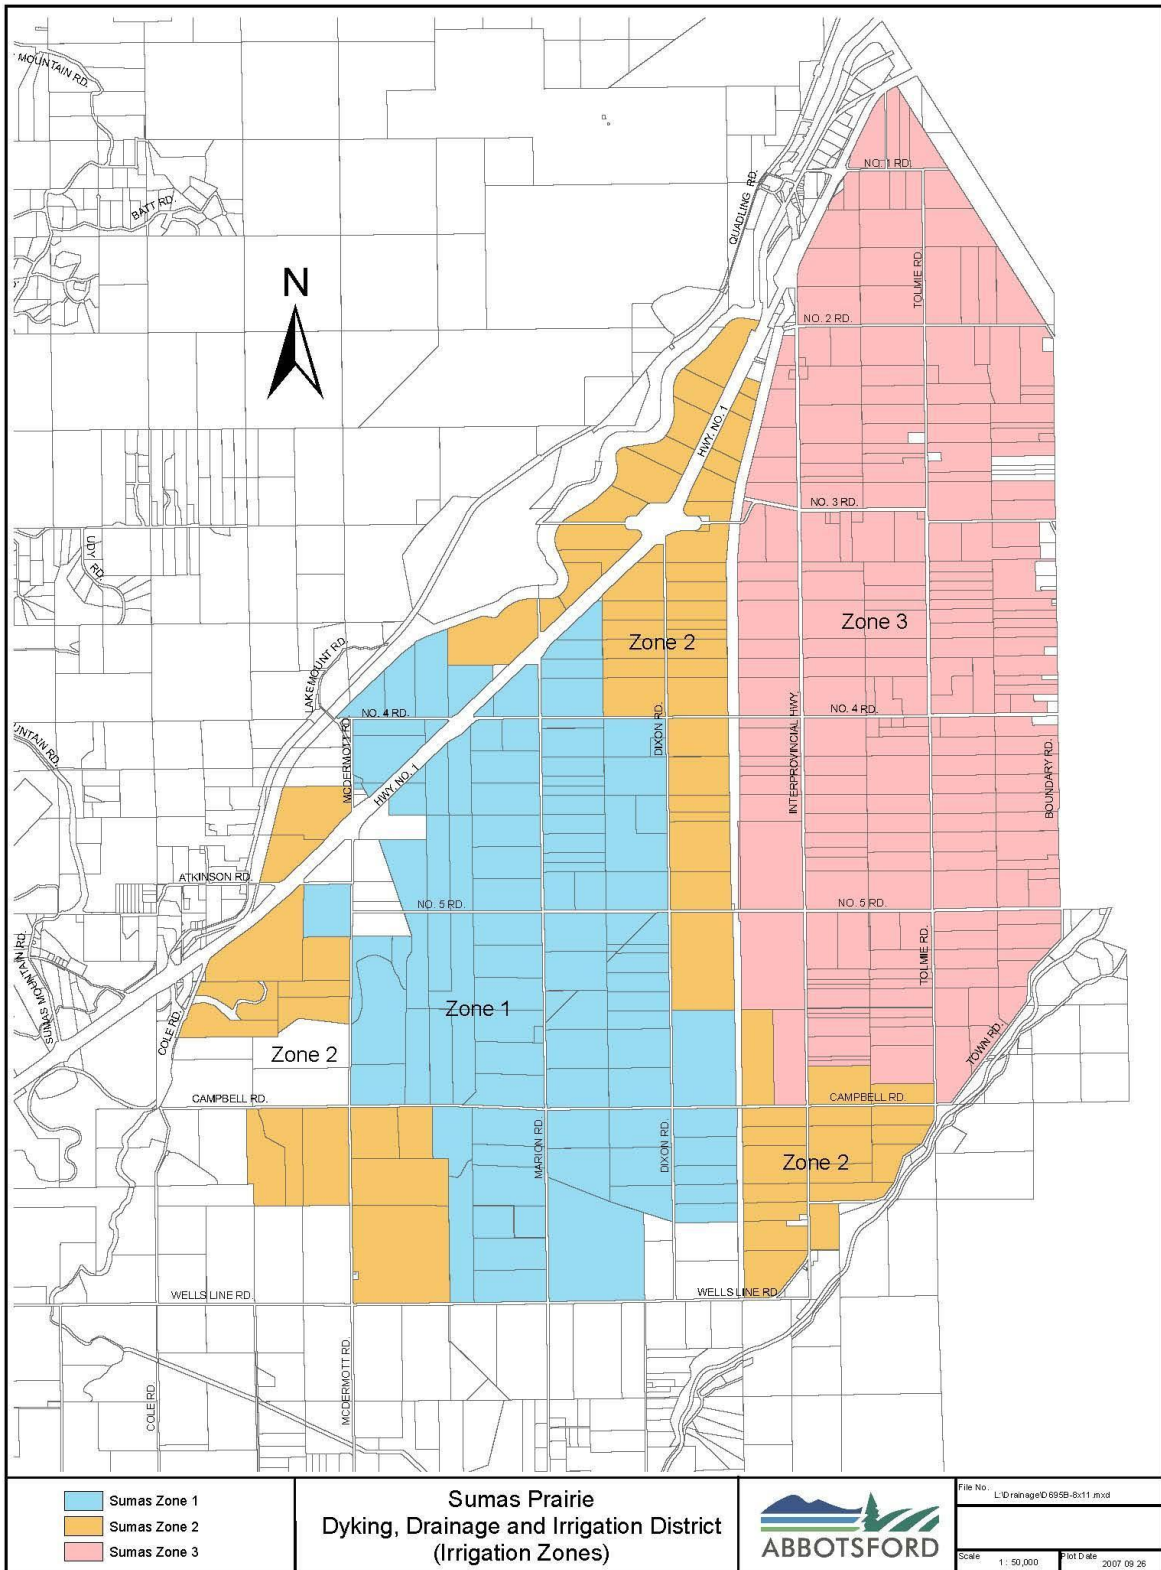 MOUNTAIN RD.
BATT RD.
QUADLING RD.
NO. 1 RD.
TOLMIE RD.
N
NO. 2 RD.
HWY. NO. 1
NO. 3 RD.
UDY RD.
Zone 3
Zone 2
LAKEMOUNT RD.
NO. 4 RD.
NO. 4 RD.
MCDERMOTT RD.
DIXON RD.
INTERPROVINCIAL HWY.
BOUNDARY RD.
UNTAIN RD.
HWY. NO. 1
ATKINSON RD.
NO. 5 RD.
NO. 5 RD.
SUMAS MOUNTAIN RD.
TOLMIE RD.
Zone 1
COLE RD.
Zone 2
TOWN RD.
CAMPBELL RD.
CAMPBELL RD.
MARION RD.
DIXON RD.
Zone 2
WELLS LINE RD.
WELLS LINE RD.
COLE RD.
MCDERMOTT RD.
Sumas Zone 1
Sumas Zone 2
Sumas Zone 3
Sumas Prairie
Dyking, Drainage and Irrigation District
(Irrigation Zones)
ABBOTSFORD
File No.
L:\Drainage\D695B-8x11.mxd
Scale
1 : 50,000
Plot Date
2007 09 26